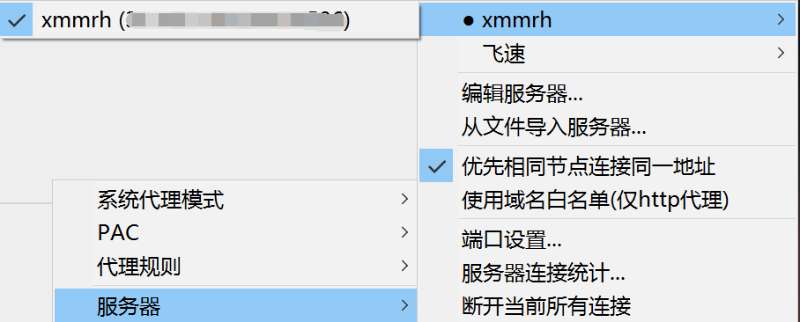 xmmrh
xmmrh
飞速
编辑服务器...
从文件导入服务器...
优先相同节点连接同一地址
使用域名白名单(仅http代理)
端口设置...
服务器连接统计...
断开当前所有连接
系统代理模式
PAC
代理规则
服务器